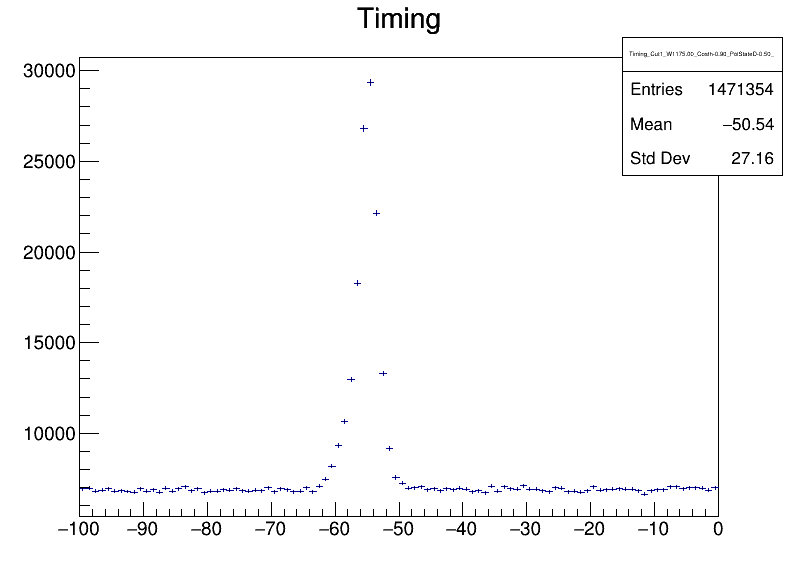 Timing
Timing_Cut1_W1175.00_Costh-0.90_PolStateD-0.50_
Entries 1471354
Mean −50.54
Std Dev 27.16
30000
25000
20000
15000
10000
−100 −90 −80 −70 −60 −50 −40 −30 −20 −10 0